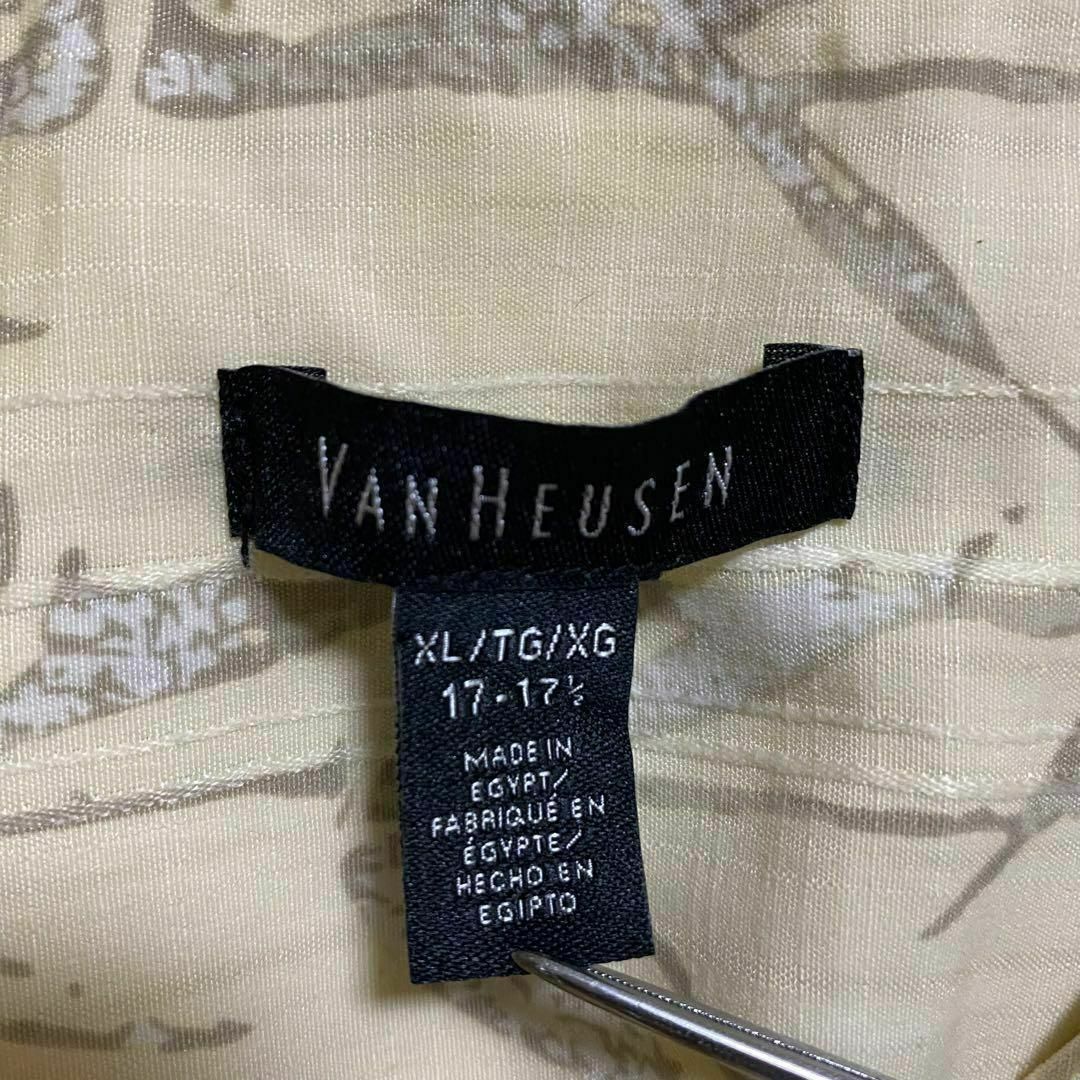 VAN HEUSEN
XL/TG/XG
17-17½
MADE IN
EGYPT/
FABRIQUÉ EN
ÉGYPTE/
HECHO EN
EGIPTO